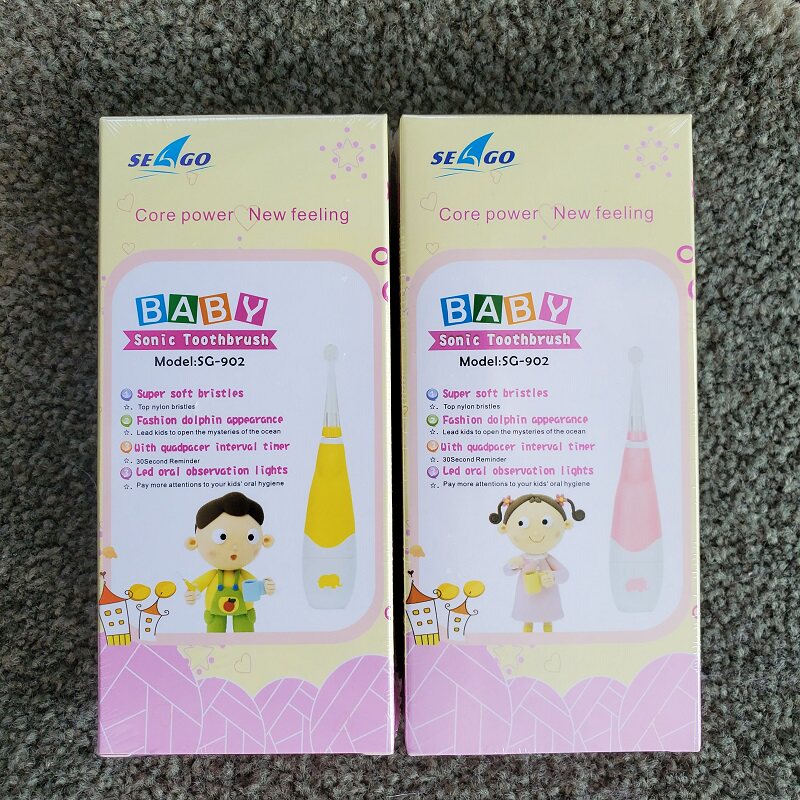 SEAGO
Core power New feeling
BABY
Sonic Toothbrush
Model:SG-902
Super soft bristles
☆. Top nylon bristles
Fashion dolphin appearance
☆. Lead kids to open the mysteries of the ocean
With quadpacer interval timer
☆. 30Second Reminder
Led oral observation lights
☆. Pay more attentions to your kids' oral hygiene
SEAGO
Core power New feeling
BABY
Sonic Toothbrush
Model:SG-902
Super soft bristles
☆. Top nylon bristles
Fashion dolphin appearance
☆. Lead kids to open the mysteries of the ocean
With quadpacer interval timer
☆. 30Second Reminder
Led oral observation lights
☆. Pay more attentions to your kids' oral hygiene